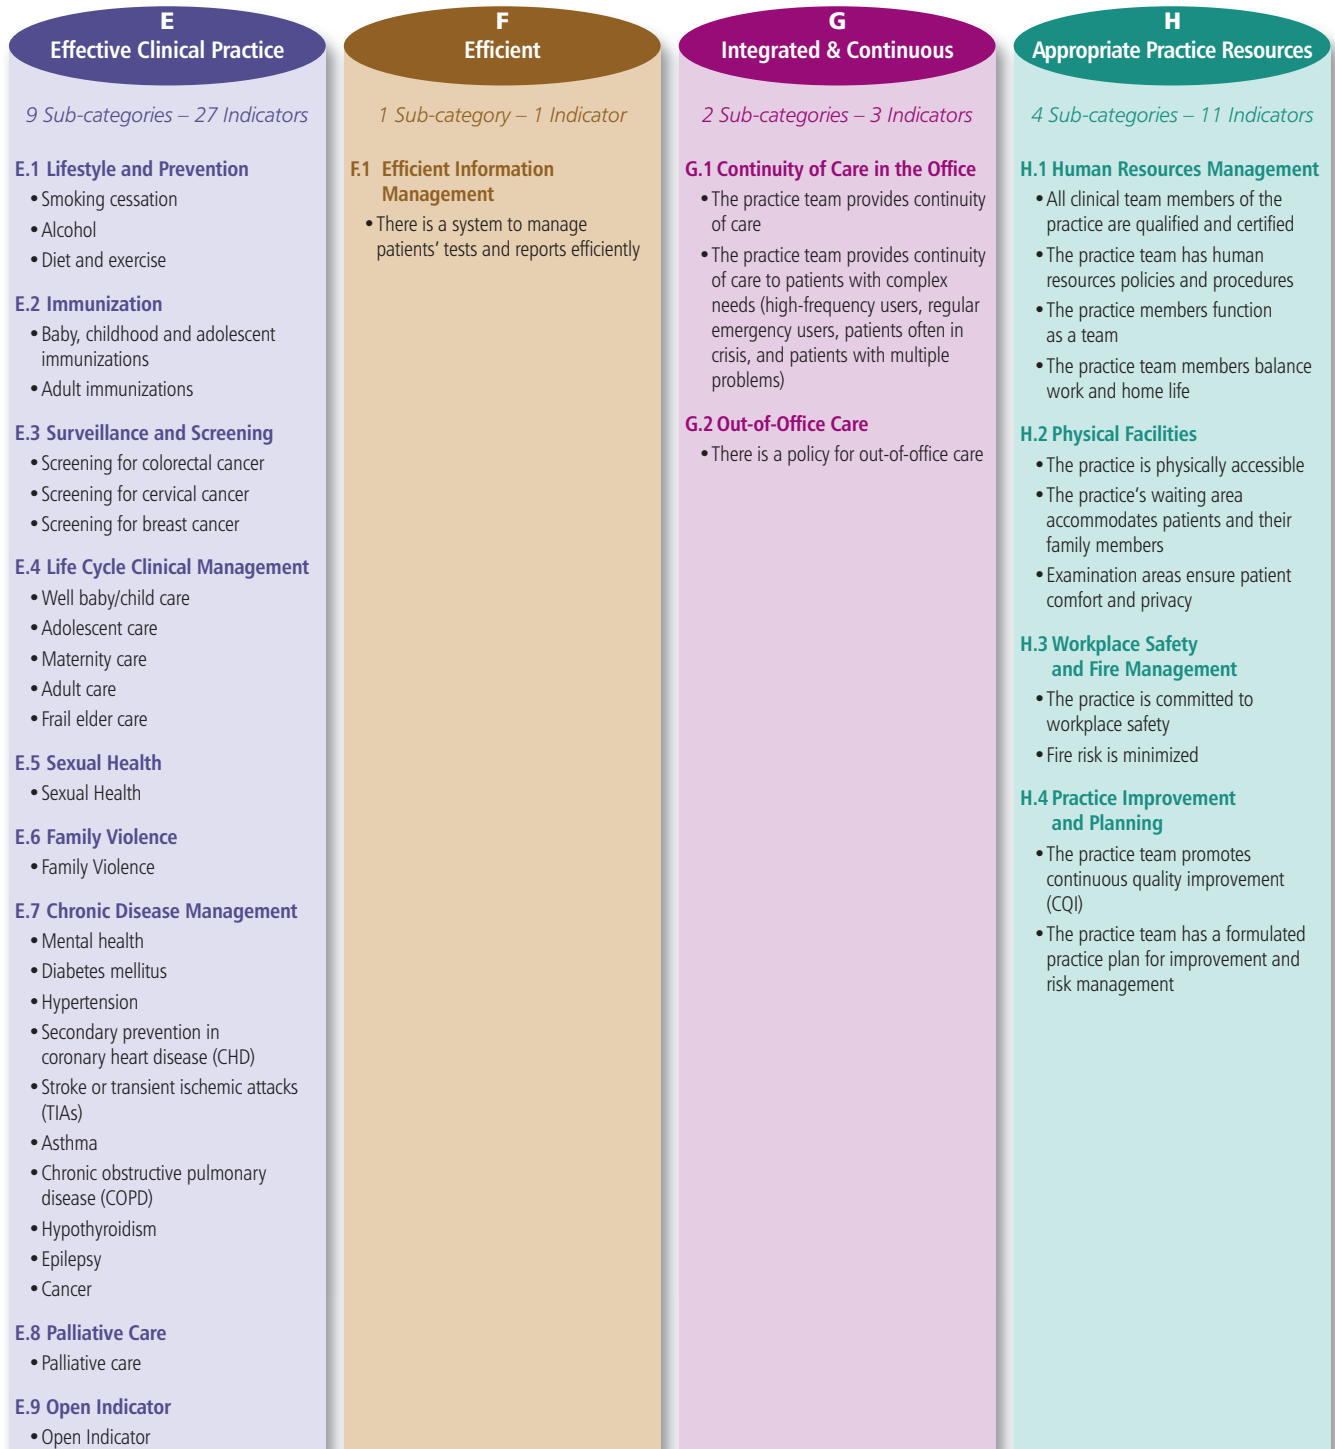 E
Effective Clinical Practice
9 Sub-categories – 27 Indicators
E.1 Lifestyle and Prevention
• Smoking cessation
• Alcohol
• Diet and exercise
E.2 Immunization
• Baby, childhood and adolescent
immunizations
• Adult immunizations
E.3 Surveillance and Screening
• Screening for colorectal cancer
• Screening for cervical cancer
• Screening for breast cancer
E.4 Life Cycle Clinical Management
• Well baby/child care
• Adolescent care
• Maternity care
• Adult care
• Frail elder care
E.5 Sexual Health
• Sexual Health
E.6 Family Violence
• Family Violence
E.7 Chronic Disease Management
• Mental health
• Diabetes mellitus
• Hypertension
• Secondary prevention in
coronary heart disease (CHD)
• Stroke or transient ischemic attacks
(TIAs)
• Asthma
• Chronic obstructive pulmonary
disease (COPD)
• Hypothyroidism
• Epilepsy
• Cancer
E.8 Palliative Care
• Palliative care
E.9 Open Indicator
• Open Indicator
F
Efficient
1 Sub-category – 1 Indicator
F.1 Efficient Information
Management
• There is a system to manage
patients' tests and reports efficiently
G
Integrated & Continuous
2 Sub-categories – 3 Indicators
G.1 Continuity of Care in the Office
• The practice team provides continuity
of care
• The practice team provides continuity
of care to patients with complex
needs (high-frequency users, regular
emergency users, patients often in
crisis, and patients with multiple
problems)
G.2 Out-of-Office Care
• There is a policy for out-of-office care
H
Appropriate Practice Resources
4 Sub-categories – 11 Indicators
H.1 Human Resources Management
• All clinical team members of the
practice are qualified and certified
• The practice team has human
resources policies and procedures
• The practice members function
as a team
• The practice team members balance
work and home life
H.2 Physical Facilities
• The practice is physically accessible
• The practice's waiting area
accommodates patients and their
family members
• Examination areas ensure patient
comfort and privacy
H.3 Workplace Safety
and Fire Management
• The practice is committed to
workplace safety
• Fire risk is minimized
H.4 Practice Improvement
and Planning
• The practice team promotes
continuous quality improvement
(CQI)
• The practice team has a formulated
practice plan for improvement and
risk management